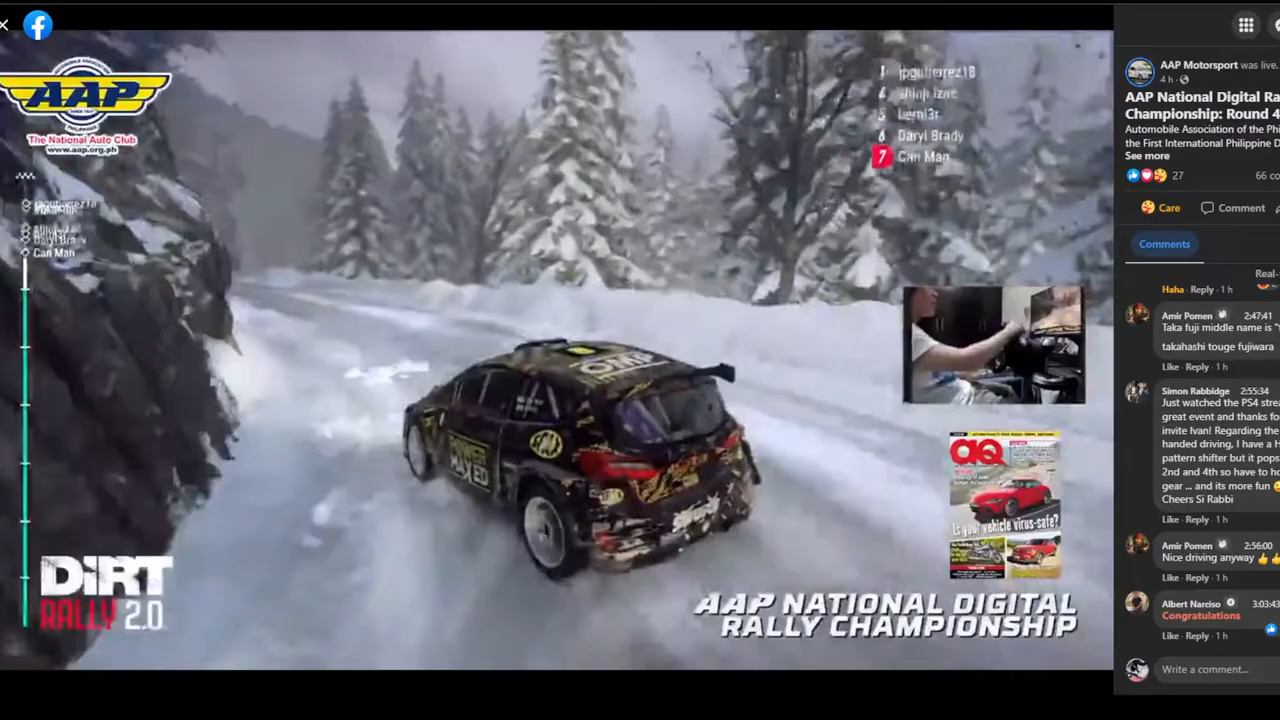 AAP
The National Auto Club
www.aap.org.ph
1 jpgutierrez18
4
5
6 Daryl Brady
7 Can Man
Can Man
OMP
POWER
MAXED
AQ
Is your vehicle virus-safe?
DiRT
RALLY 2.0
AAP NATIONAL DIGITAL
RALLY CHAMPIONSHIP
AAP Motorsport was live.
4 h
AAP National Digital Ra
Championship: Round 4
Automobile Association of the Ph
the First International Philippine D
See more
27
66 co
Care
Comment
Comments
Real-
Haha · Reply · 1 h
Amir Pomen 2:47:41
Taka fuji middle name is "
takahashi touge fujiwara
Like · Reply · 1 h
Simon Rabbidge 2:55:34
Just watched the PS4 strea
great event and thanks fo
invite Ivan! Regarding the
handed driving, I have a H
pattern shifter but it pops
2nd and 4th so have to ho
gear ... and its more fun
Cheers Si Rabbi
Like · Reply · 1 h
Amir Pomen 2:56:00
Nice driving anyway
Like · Reply · 1 h
Albert Narciso 3:03:43
Congratulations
Like · Reply · 1 h
Write a comment...